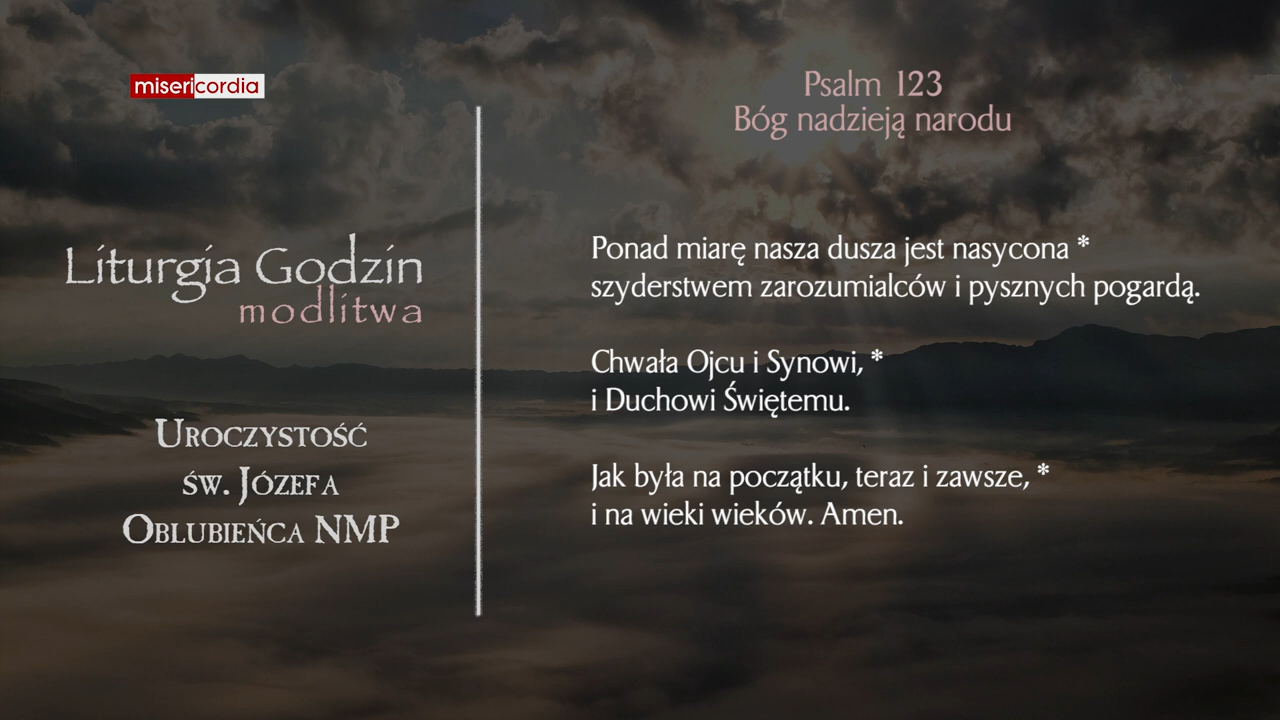 misericordia
Liturgia Godzin
modlitwa
Uroczystość
św. Józefa
Oblubieńca NMP
Psalm 123
Bóg nadzieją narodu
Ponad miarę nasza dusza jest nasycona *
szyderstwem zarozumialców i pysznych pogardą.
Chwała Ojcu i Synowi, *
i Duchowi Świętemu.
Jak była na początku, teraz i zawsze, *
i na wieki wieków. Amen.